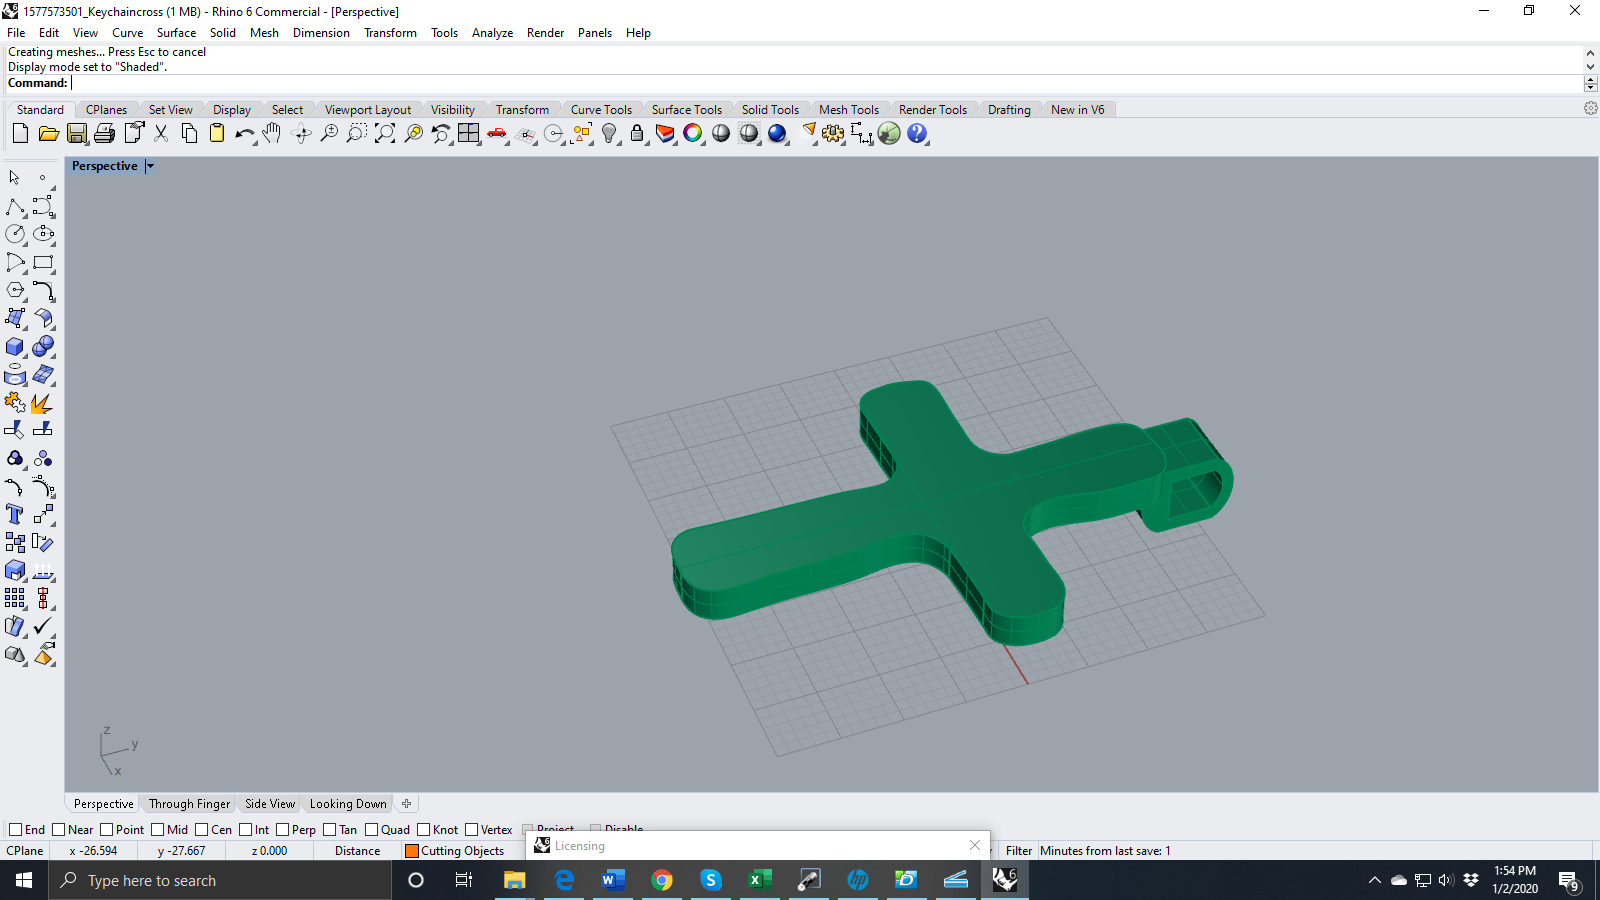 1577573501_Keychaincross (1 MB) - Rhino 6 Commercial - [Perspective]
File Edit View Curve Surface Solid Mesh Dimension Transform Tools Analyze Render Panels Help
Creating meshes... Press Esc to cancel
Display mode set to "Shaded".
Command:
Standard CPlanes Set View Display Select Viewport Layout Visibility Transform Curve Tools Surface Tools Solid Tools Mesh Tools Render Tools Drafting New in V6
Perspective
z
y
x
Perspective Through Finger Side View Looking Down
End Near Point Mid Cen Int Perp Tan Quad Knot Vertex Project Disable
CPlane x -26.594 y -27.667 z 0.000 Distance Cutting Objects Licensing Filter Minutes from last save: 1
Type here to search
1:54 PM
1/2/2020
9